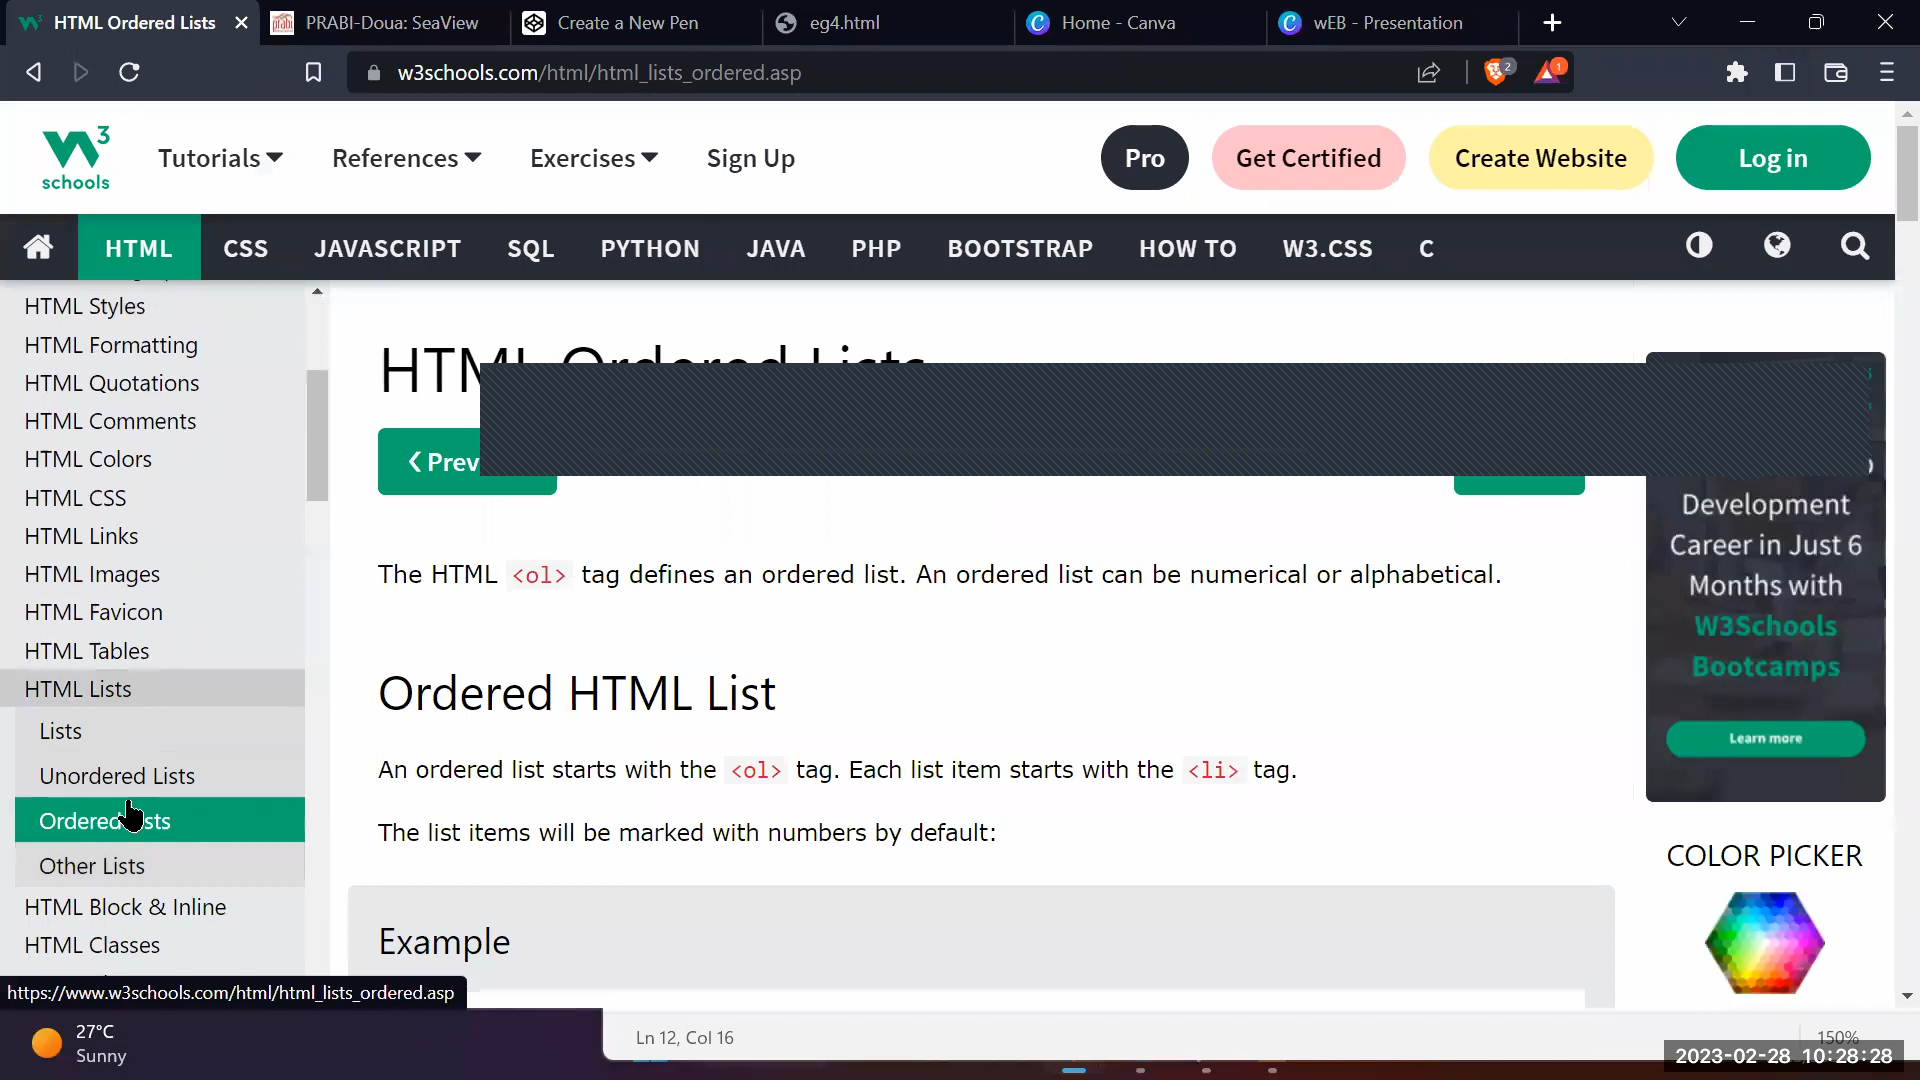 HTML Ordered Lists
PRABI-Doua: SeaView
Create a New Pen
eg4.html
Home - Canva
wEB - Presentation
w3schools.com/html/html_lists_ordered.asp
2
1
W3
schools
Tutorials
References
Exercises
Sign Up
Pro
Get Certified
Create Website
Log in
HTML
CSS
JAVASCRIPT
SQL
PYTHON
JAVA
PHP
BOOTSTRAP
HOW TO
W3.CSS
C
HTML Styles
HTML Formatting
HTML Quotations
HTML Comments
HTML Colors
HTML CSS
HTML Links
HTML Images
HTML Favicon
HTML Tables
HTML Lists
Lists
Unordered Lists
Ordered Lists
Other Lists
HTML Block & Inline
HTML Classes
https://www.w3schools.com/html/html_lists_ordered.asp
HTML Ordered Lists
❮ Prev
The HTML <ol> tag defines an ordered list. An ordered list can be numerical or alphabetical.
Ordered HTML List
An ordered list starts with the <ol> tag. Each list item starts with the <li> tag.
The list items will be marked with numbers by default:
Example
Development
Career in Just 6
Months with
W3Schools
Bootcamps
Learn more
COLOR PICKER
27°C
Sunny
Ln 12, Col 16
150%
2023-02-28 10:28:28